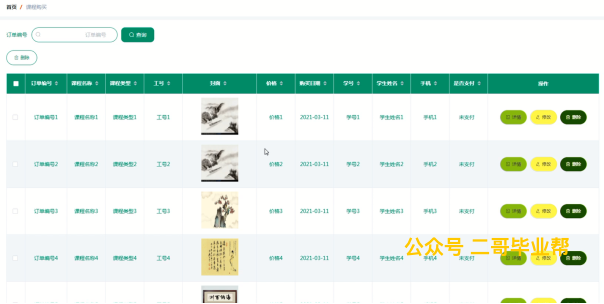 首页 / 课程购买
订单编号 订单编号 查询
删除
订单编号 课程名称 课程类型 工号 封面 价格 购买日期 学号 学生姓名 手机 是否支付 操作
订单编号1 课程名称1 课程类型1 工号1 价格1 2021-03-11 学号1 学生姓名1 手机1 未支付 详情 修改 删除
订单编号2 课程名称2 课程类型2 工号2 价格2 2021-03-11 学号2 学生姓名2 手机2 未支付 详情 修改 删除
订单编号3 课程名称3 课程类型3 工号3 价格3 2021-03-11 学号3 学生姓名3 手机3 未支付 详情 修改 删除
公众号 二哥毕业帮
订单编号4 课程名称4 课程类型4 工号4 价格4 2021-03-11 学号4 学生姓名4 手机4 未支付 详情 修改 删除